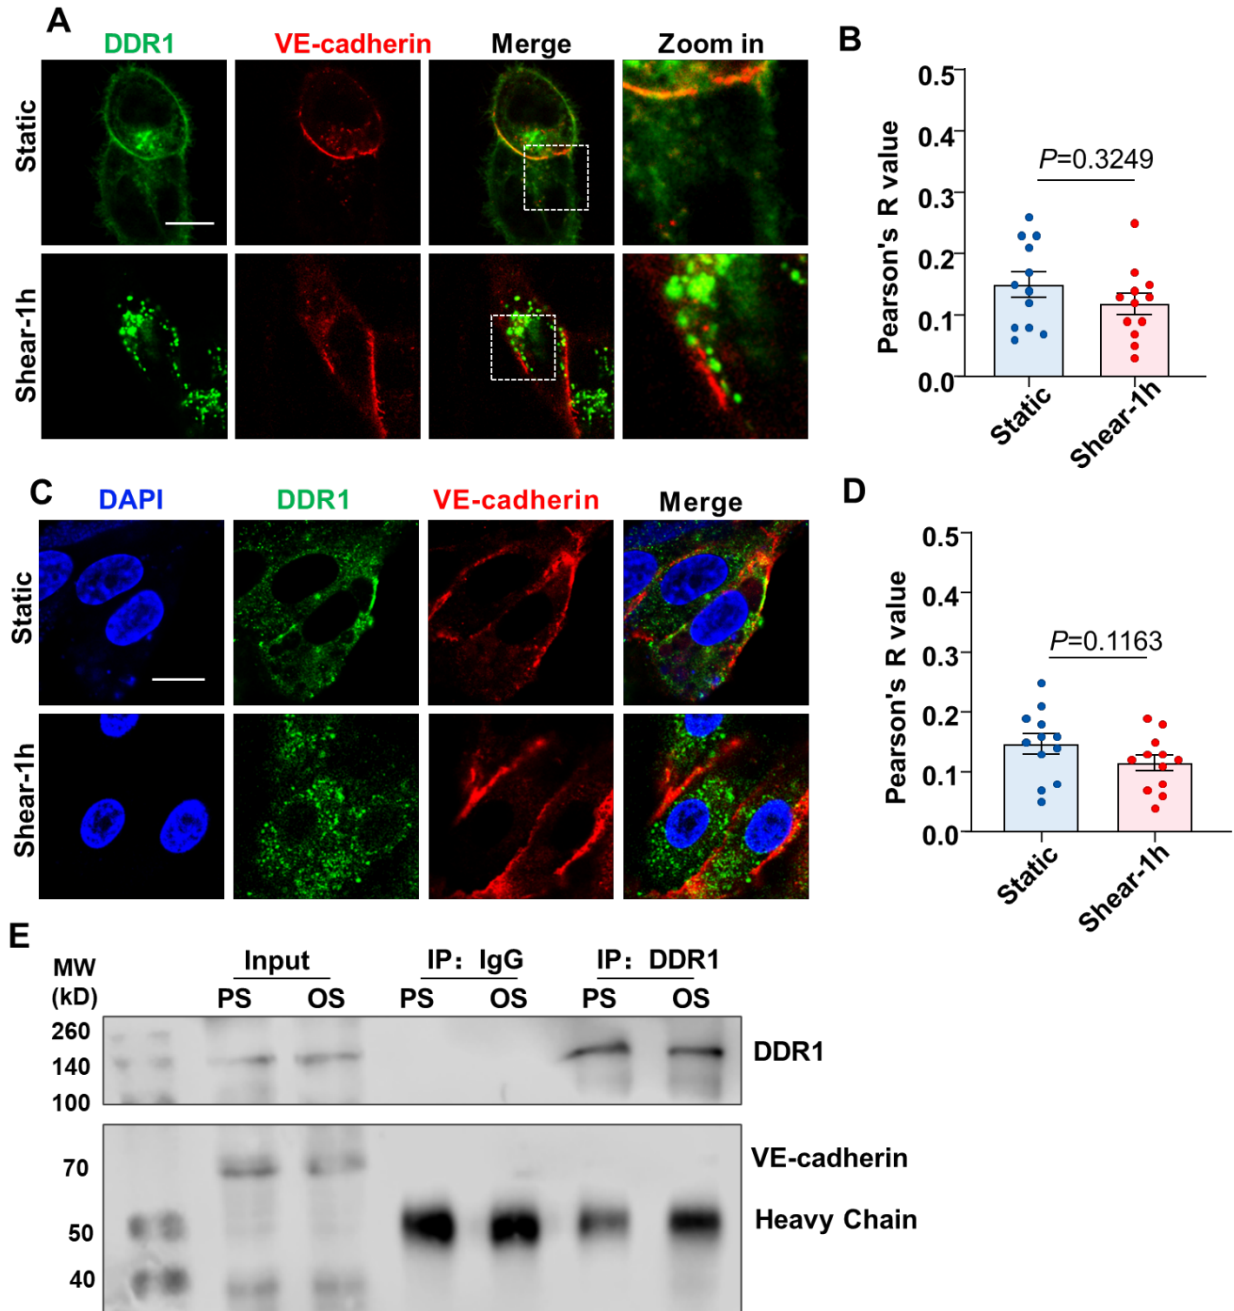 A
DDR1 VE-cadherin Merge Zoom in
Static
Shear-1h
B
Pearson's R value
0.5
0.4
0.3
0.2
0.1
0.0
P=0.3249
Static Shear-1h
C
DAPI DDR1 VE-cadherin Merge
Static
Shear-1h
D
Pearson's R value
0.5
0.4
0.3
0.2
0.1
0.0
P=0.1163
Static Shear-1h
E
MW
(kD)
Input IP: IgG IP: DDR1
PS OS PS OS PS OS
260
140
100
DDR1
70
50
40
VE-cadherin
Heavy Chain